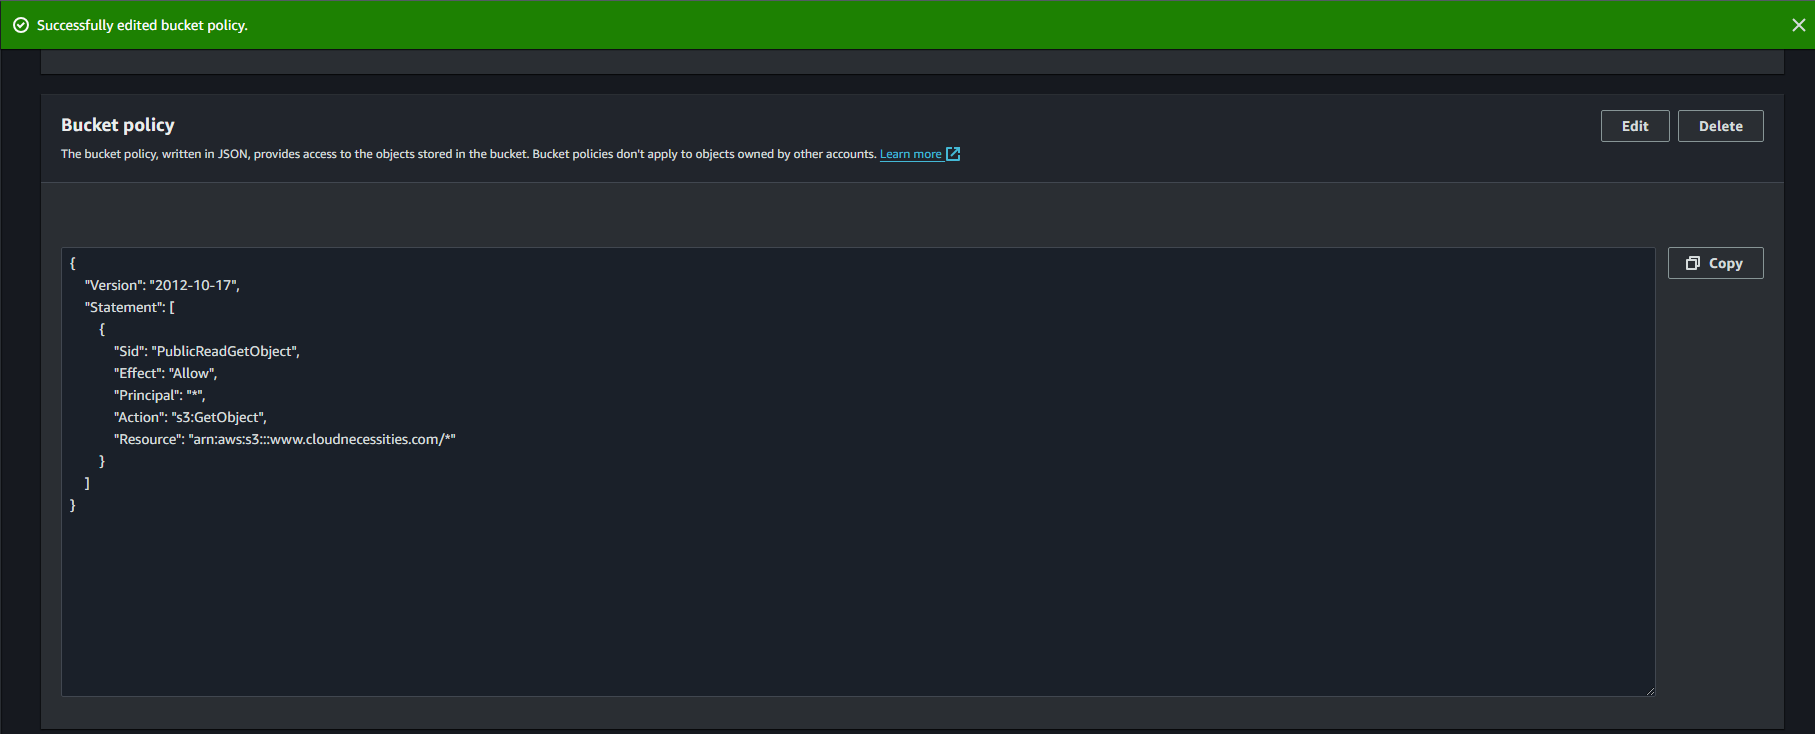 Successfully edited bucket policy.
Bucket policy
Edit
Delete
The bucket policy, written in JSON, provides access to the objects stored in the bucket. Bucket policies don't apply to objects owned by other accounts. Learn more
Copy
{
"Version": "2012-10-17",
"Statement": [
{
"Sid": "PublicReadGetObject",
"Effect": "Allow",
"Principal": "*",
"Action": "s3:GetObject",
"Resource": "arn:aws:s3:::www.cloudnecessities.com/*"
}
]
}